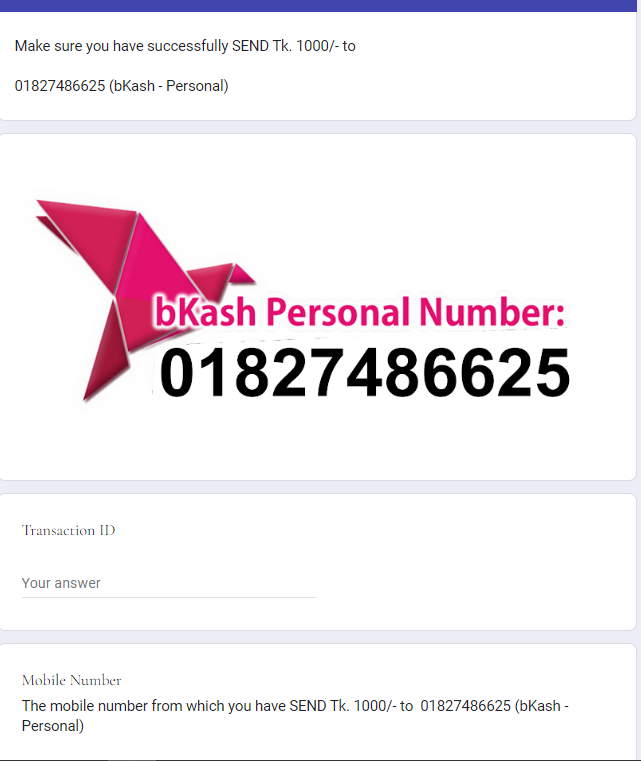 Make sure you have successfully SEND Tk. 1000/- to
01827486625 (bKash - Personal)
bKash Personal Number:
01827486625
Transaction ID
Your answer
Mobile Number
The mobile number from which you have SEND Tk. 1000/- to 01827486625 (bKash -
Personal)